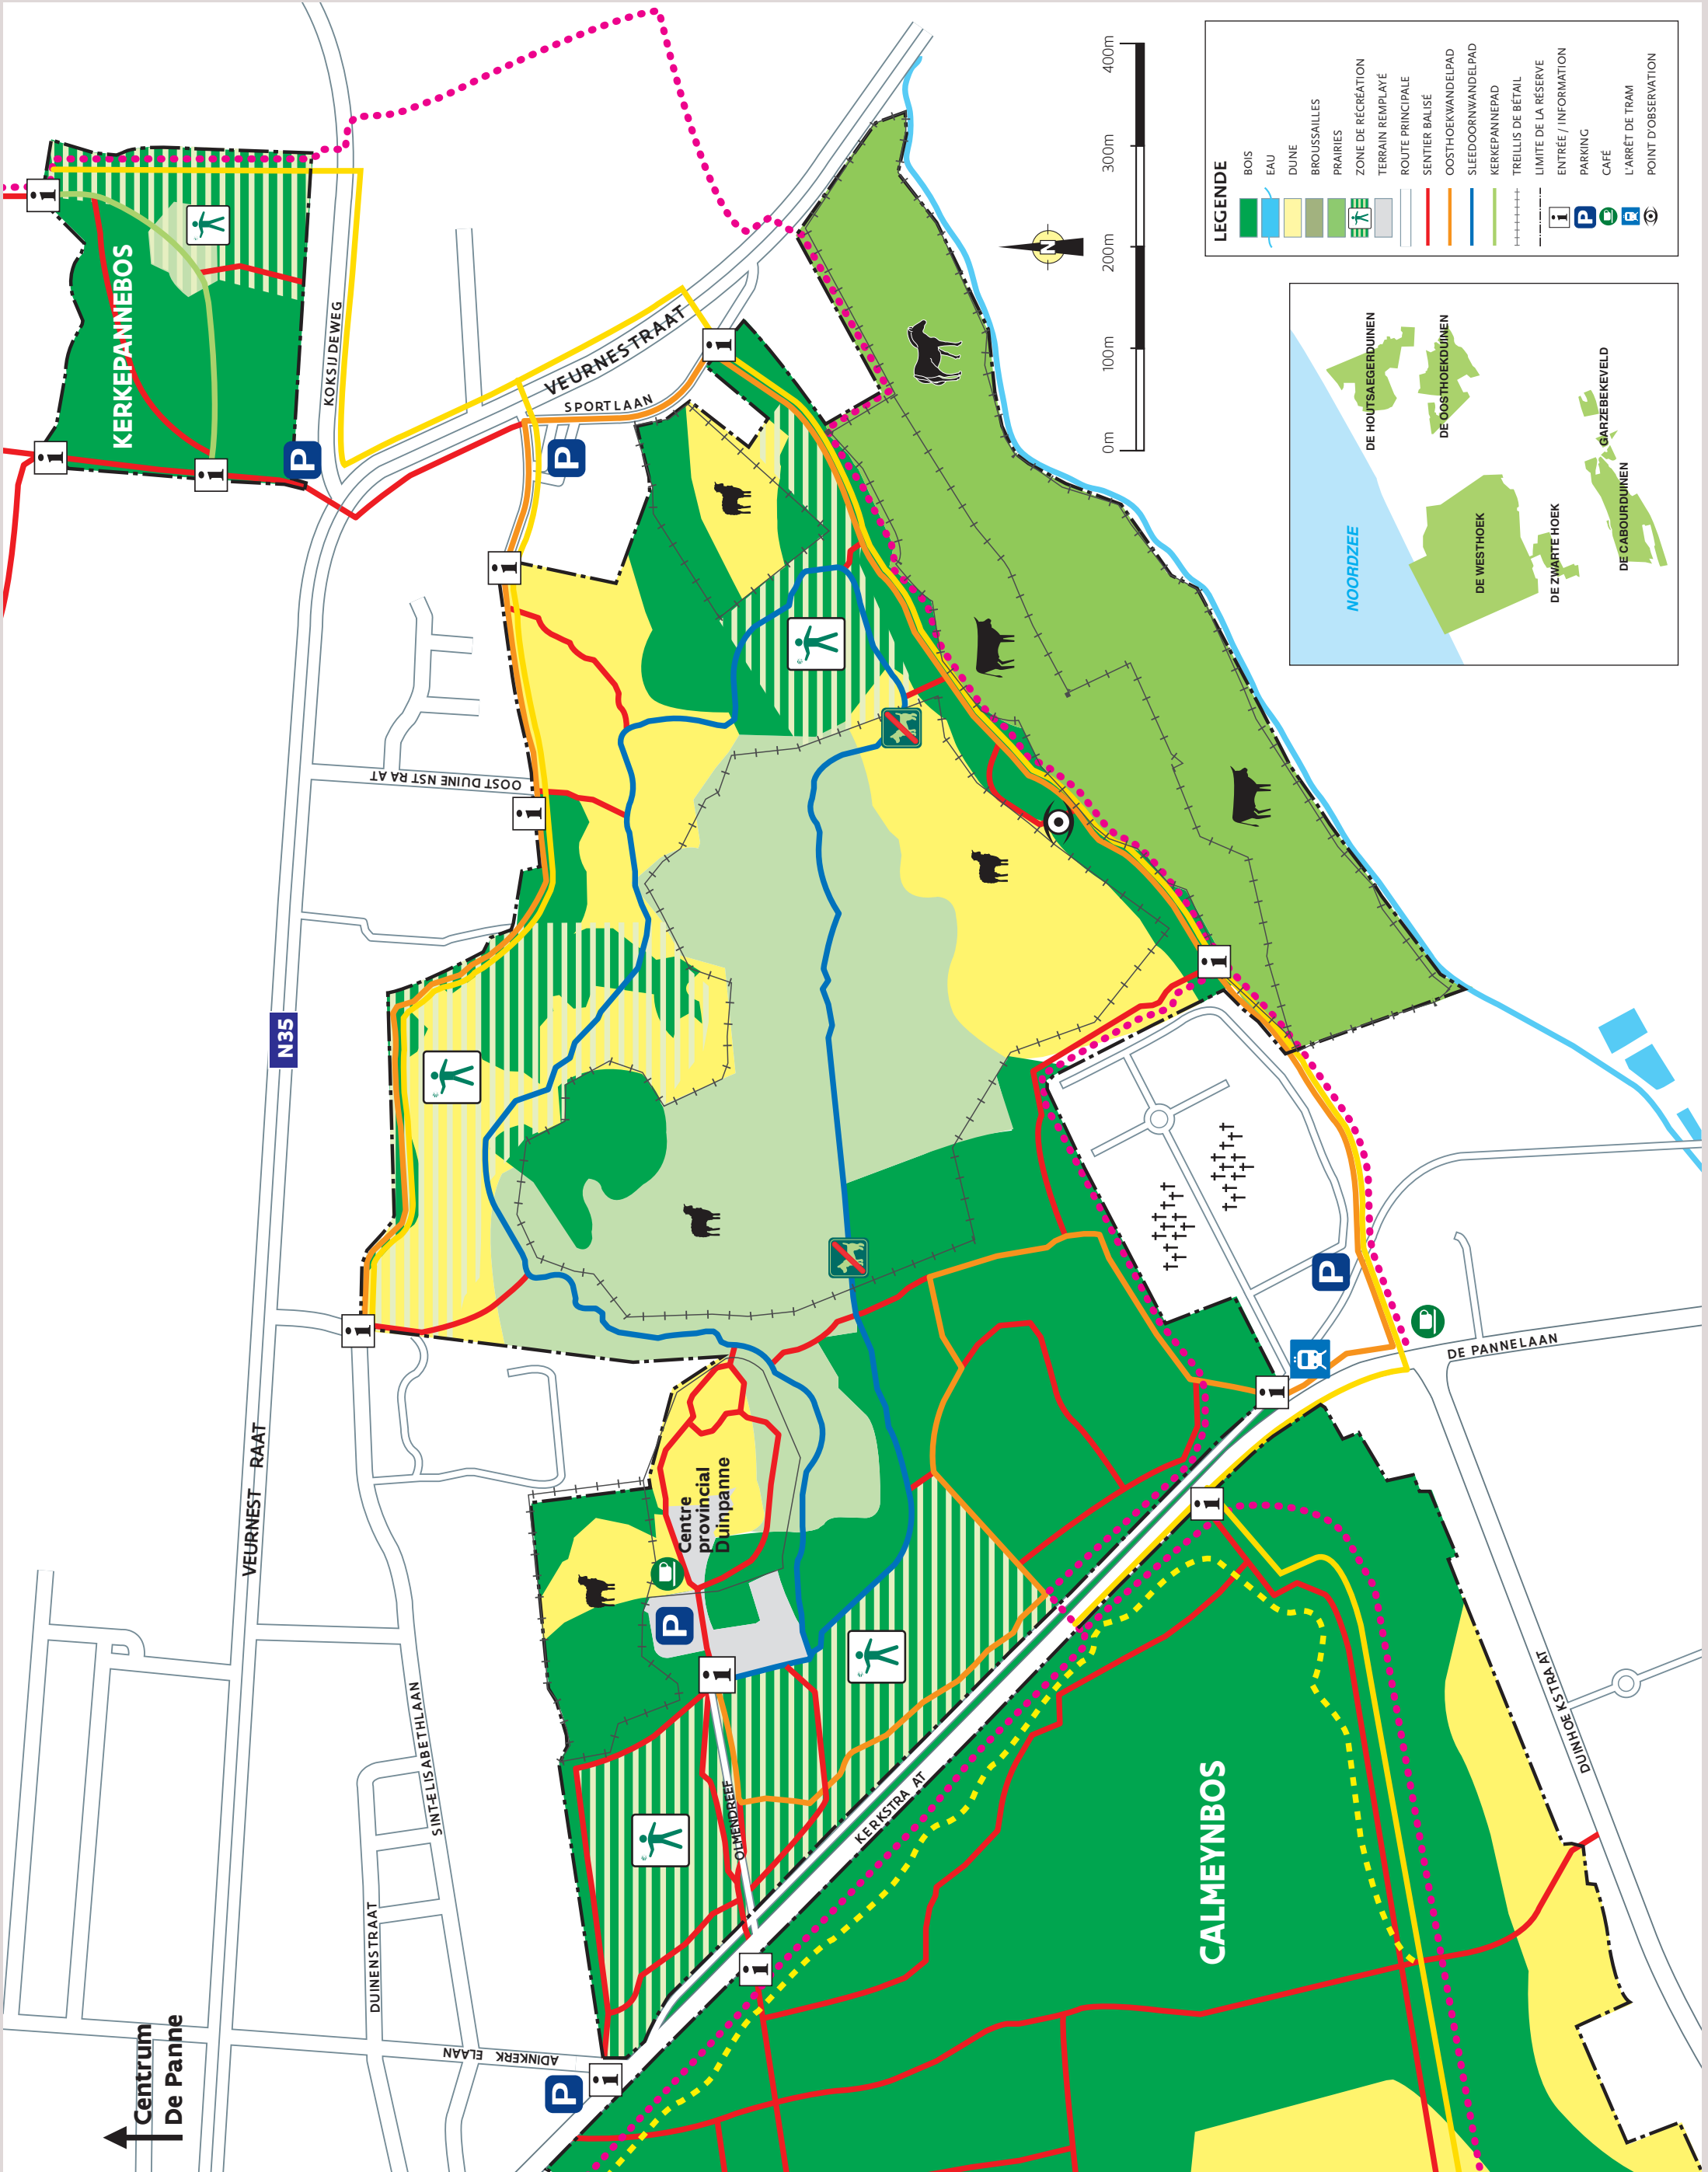 Centrum
De Panne
KERKEPANNEBOS
KOKSIJDEWEG
VEURNESTRAAT
SPORTLAAN
OOST DUINE NST RA AT
N35
VEURNEST RAAT
SINT-ELISABETHLAAN
DUINENSTRAAT
ADINKERK ELAAN
Centre
provincial
Duinpanne
OLMENDREEF
KERKSTRA AT
CALMEYNBOS
DE PANNELAAN
DUINHOE KSTRAAT
i
i
i
i
i
i
i
i
i
i
i
i
i
P
P
P
P
P
0m
100m
200m
300m
400m
N
LEGENDE
BOIS
EAU
DUNE
BROUSSAILLES
PRAIRIES
ZONE DE RÉCRÉATION
TERRAIN REMPLAYÉ
ROUTE PRINCIPALE
SENTIER BALISÉ
OOSTHOEKWANDELPAD
SLEEDOORNWANDELPAD
KERKEPANNEPAD
TREILLIS DE BÉTAIL
LIMITE DE LA RÉSERVE
i ENTRÉE / INFORMATION
P PARKING
CAFÉ
L'ARRÊT DE TRAM
POINT D'OBSERVATION
NOORDZEE
DE HOUTSAEGERDUINEN
DE OOSTHOEKDUINEN
GARZEBEKEVELD
DE WESTHOEK
DE ZWARTE HOEK
DE CABOURDUINEN